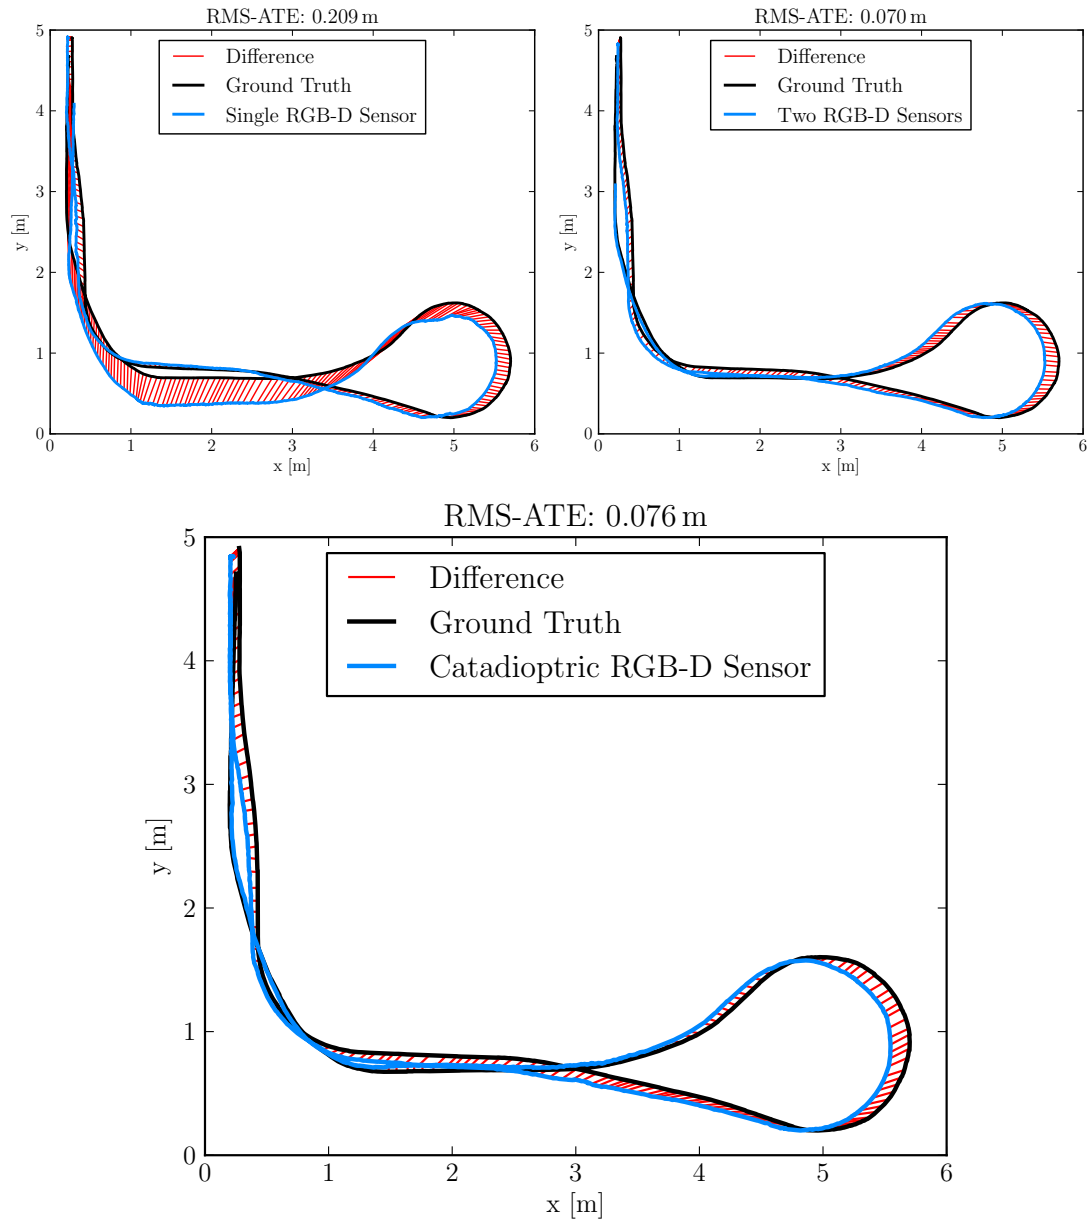 RMS-ATE: 0.209 m
Difference
Ground Truth
Single RGB-D Sensor
y [m]
5
4
3
2
1
0
0 1 2 3 4 5 6
x [m]
RMS-ATE: 0.070 m
Difference
Ground Truth
Two RGB-D Sensors
y [m]
5
4
3
2
1
0
0 1 2 3 4 5 6
x [m]
RMS-ATE: 0.076 m
Difference
Ground Truth
Catadioptric RGB-D Sensor
y [m]
5
4
3
2
1
0
0 1 2 3 4 5 6
x [m]